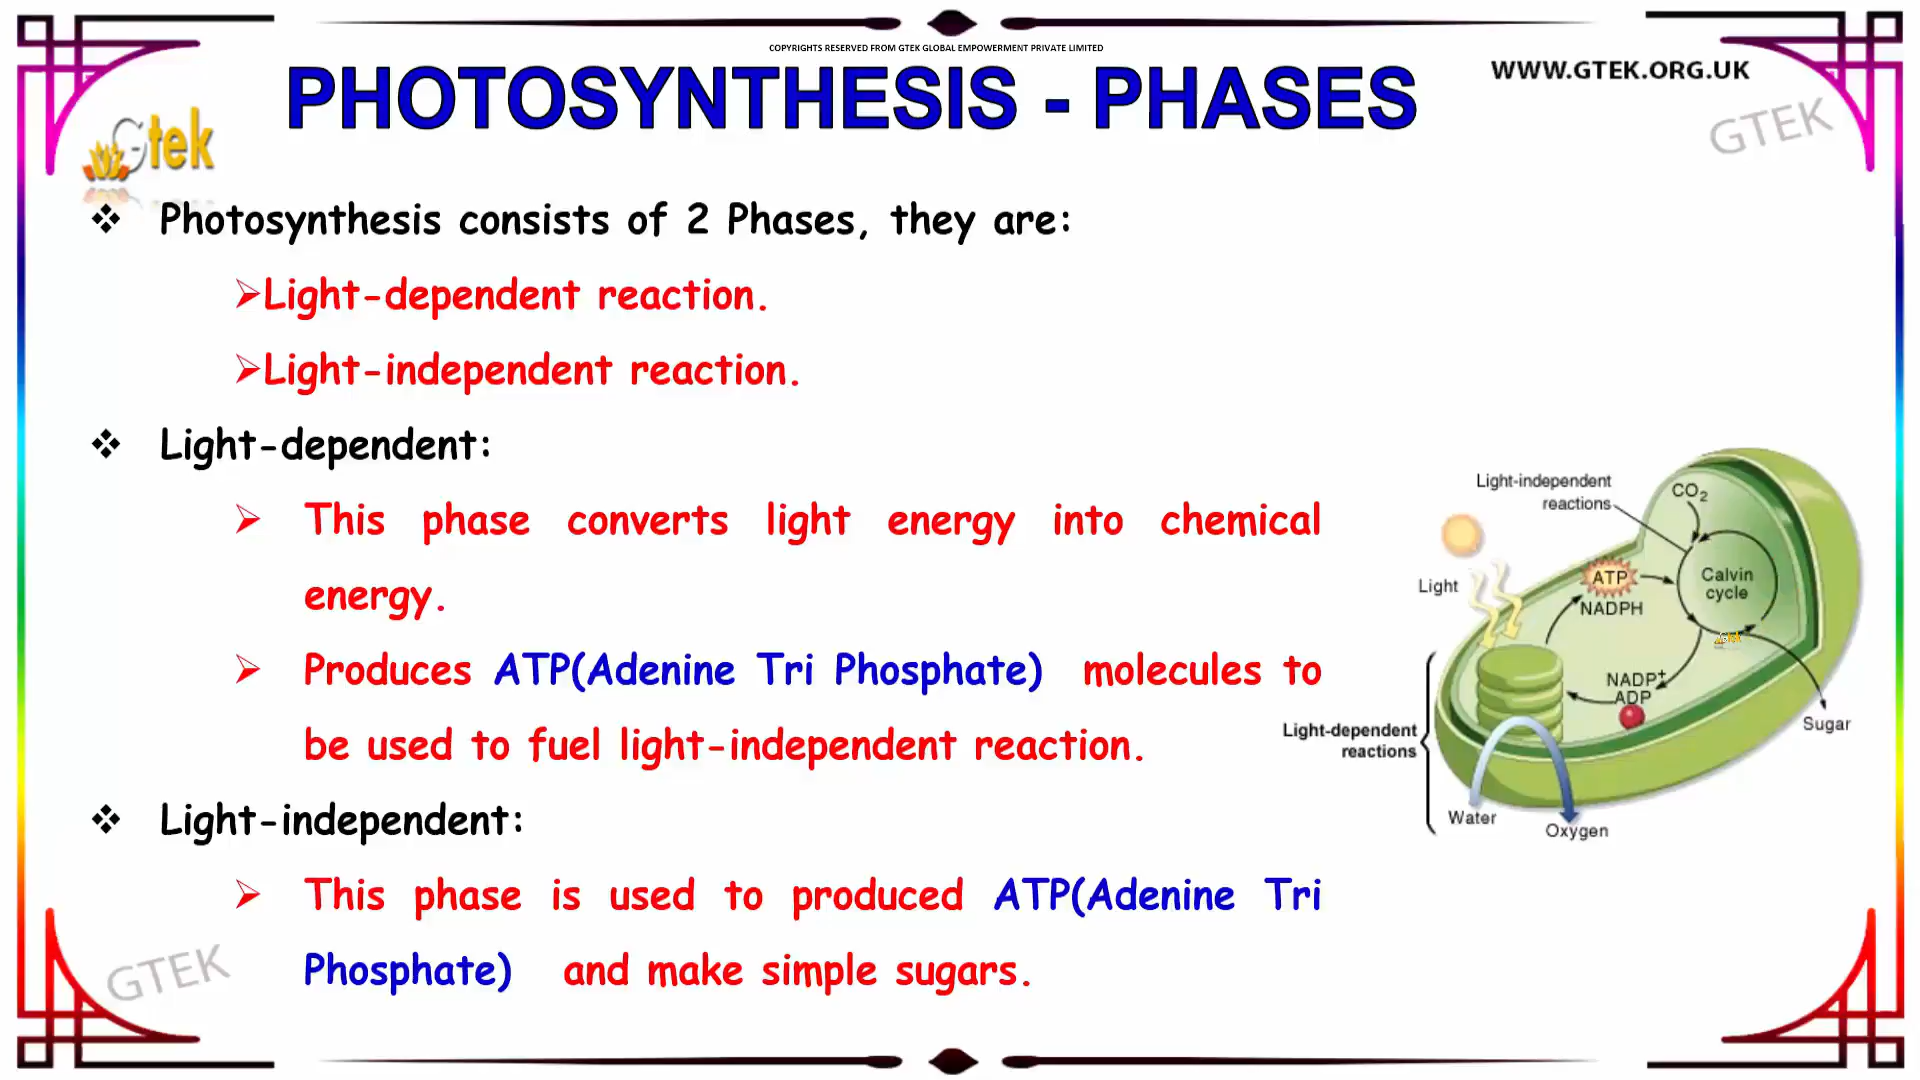 COPYRIGHTS RESERVED FROM GTEK GLOBAL EMPOWERMENT PRIVATE LIMITED
WWW.GTEK.ORG.UK
PHOTOSYNTHESIS - PHASES
Gtek
GTEK
Photosynthesis consists of 2 Phases, they are:
Light-dependent reaction.
Light-independent reaction.
Light-dependent:
This phase converts light energy into chemical
energy.
Produces ATP(Adenine Tri Phosphate) molecules to
be used to fuel light-independent reaction.
Light-independent:
This phase is used to produced ATP(Adenine Tri
Phosphate) and make simple sugars.
Light-independent
reactions
CO2
Light
ATP
NADPH
Calvin
cycle
Gtek
NADP+
ADP
Sugar
Light-dependent
reactions
Water
Oxygen
GTEK